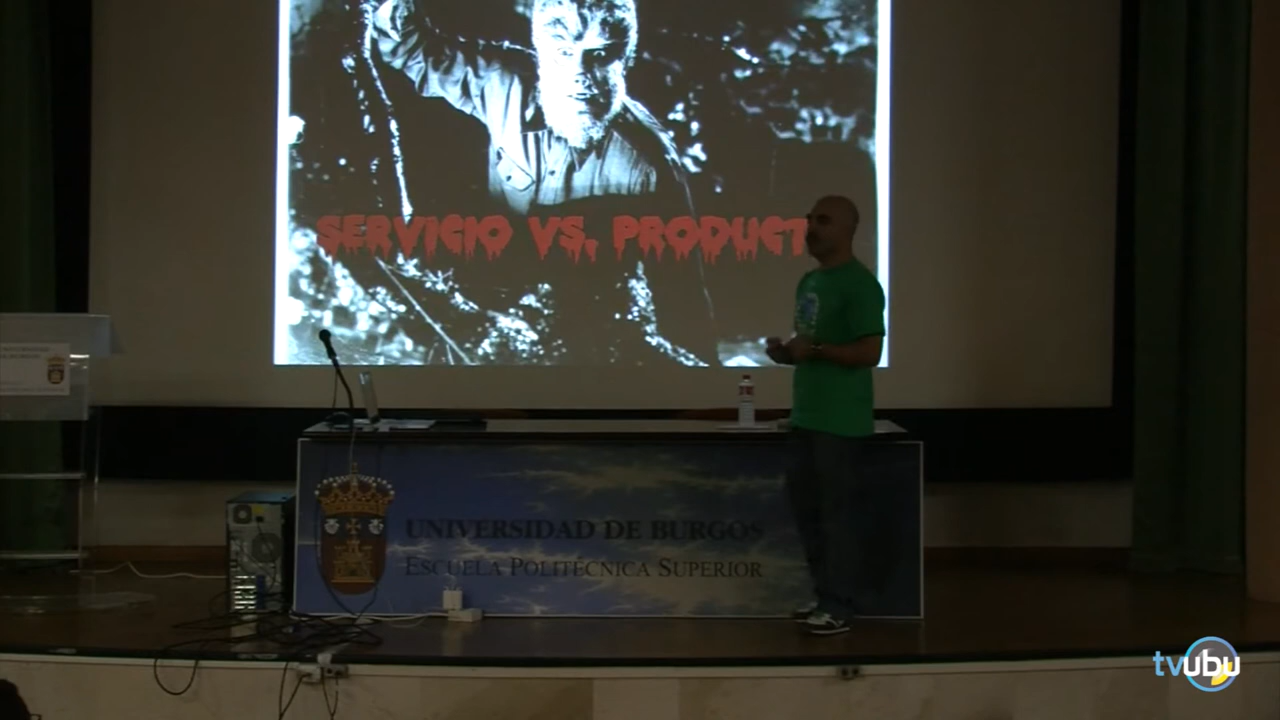 SERVICIO VS. PRODUCT
UNIVERSIDAD DE BURGOS
ESCUELA POLITÉCNICA SUPERIOR
tvubu